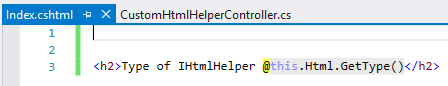 Index.cshtml CustomHtmlHelperController.cs
1
2
3 <h2>Type of IHtmlHelper @this.Html.GetType()</h2>